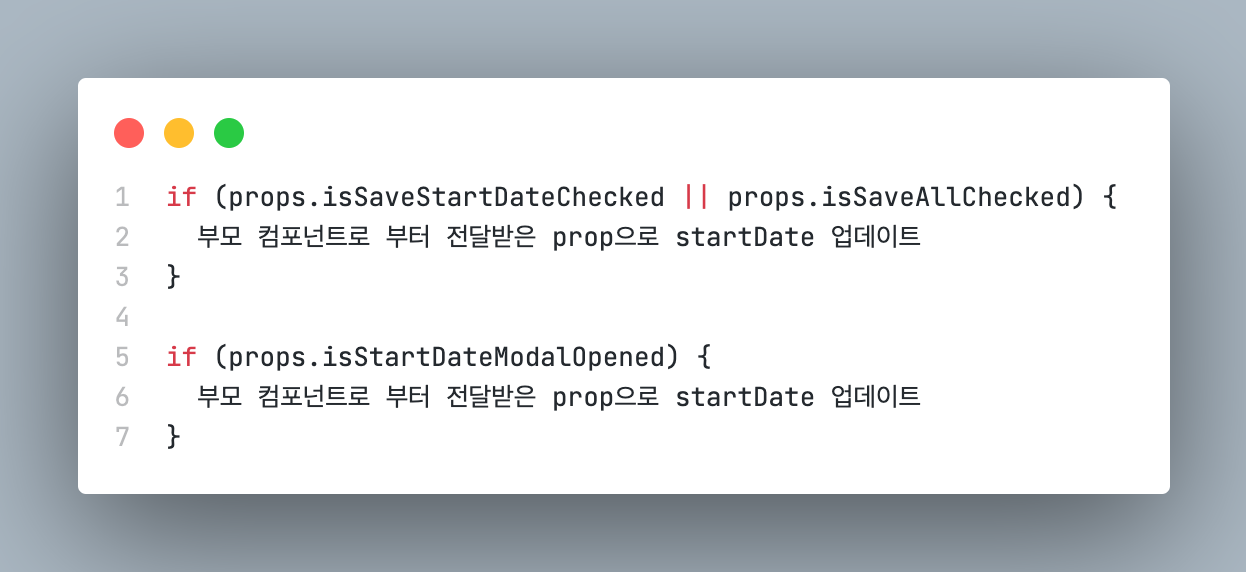 1 if (props.isSaveStartDateChecked || props.isSaveAllChecked) {
2   부모 컴포넌트로 부터 전달받은 prop으로 startDate 업데이트
3 }
4
5 if (props.isStartDateModalOpened) {
6   부모 컴포넌트로 부터 전달받은 prop으로 startDate 업데이트
7 }